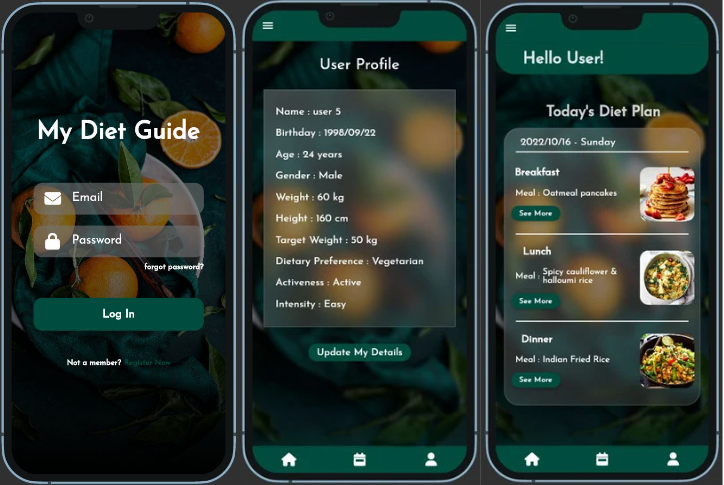 My Diet Guide
Email
Password
forgot password?
Log In
Not a member? Register Now
User Profile
Name : user 5
Birthday : 1998/09/22
Age : 24 years
Gender : Male
Weight : 60 kg
Height : 160 cm
Target Weight : 50 kg
Dietary Preference : Vegetarian
Activeness : Active
Intensity : Easy
Update My Details
Hello User!
Today's Diet Plan
2022/10/16 - Sunday
Breakfast
Meal : Oatmeal pancakes
See More
Lunch
Meal : Spicy cauliflower &
halloumi rice
See More
Dinner
Meal : Indian Fried Rice
See More